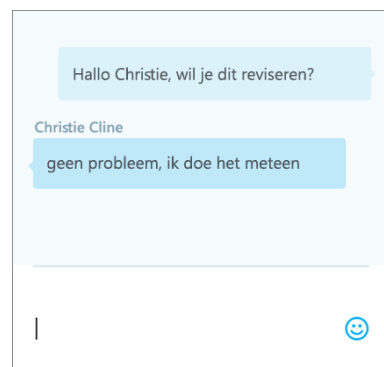 Hallo Christie, wil je dit reviseren?
Christie Cline
geen probleem, ik doe het meteen